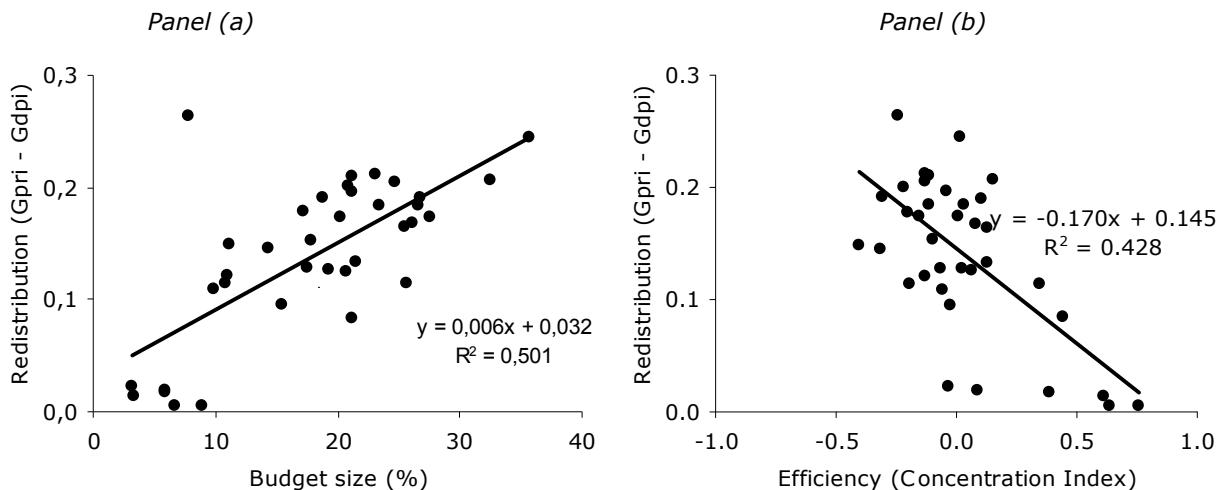 Panel (a)
Redistribution (Gpri - Gdpi)
0,3
0,2
0,1
0,0
y = 0,006x + 0,032
R² = 0,501
0
10
20
30
40
Budget size (%)
Panel (b)
Redistribution (Gpri - Gdpi)
0.3
0.2
0.1
0.0
y = -0.170x + 0.145
R² = 0.428
-1.0
-0.5
0.0
0.5
1.0
Efficiency (Concentration Index)